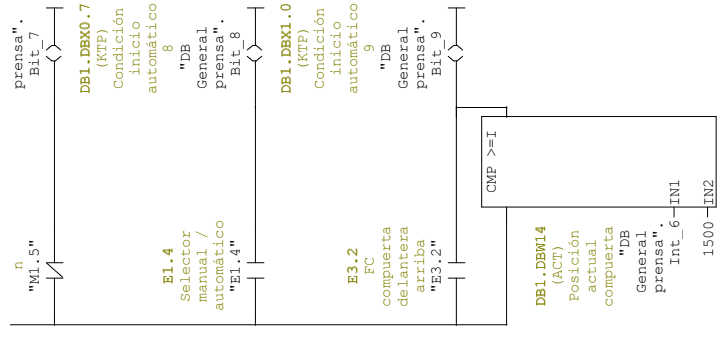 n
"M1.5"
prensa".
Bit_7
E1.4
Selector
manual /
automático
"E1.4"
DB1.DBX0.7
(KTP)
Condición
inicio
automático
8
"DB
General
prensa".
Bit_8
E3.2
FC
compuerta
delantera
arriba
"E3.2"
DB1.DBX1.0
(KTP)
Condición
inicio
automático
9
"DB
General
prensa".
Bit_9
CMP >=I
DB1.DBW14
(ACT)
Posición
actual
compuerta
"DB
General
prensa".
Int_6 IN1
1500 IN2